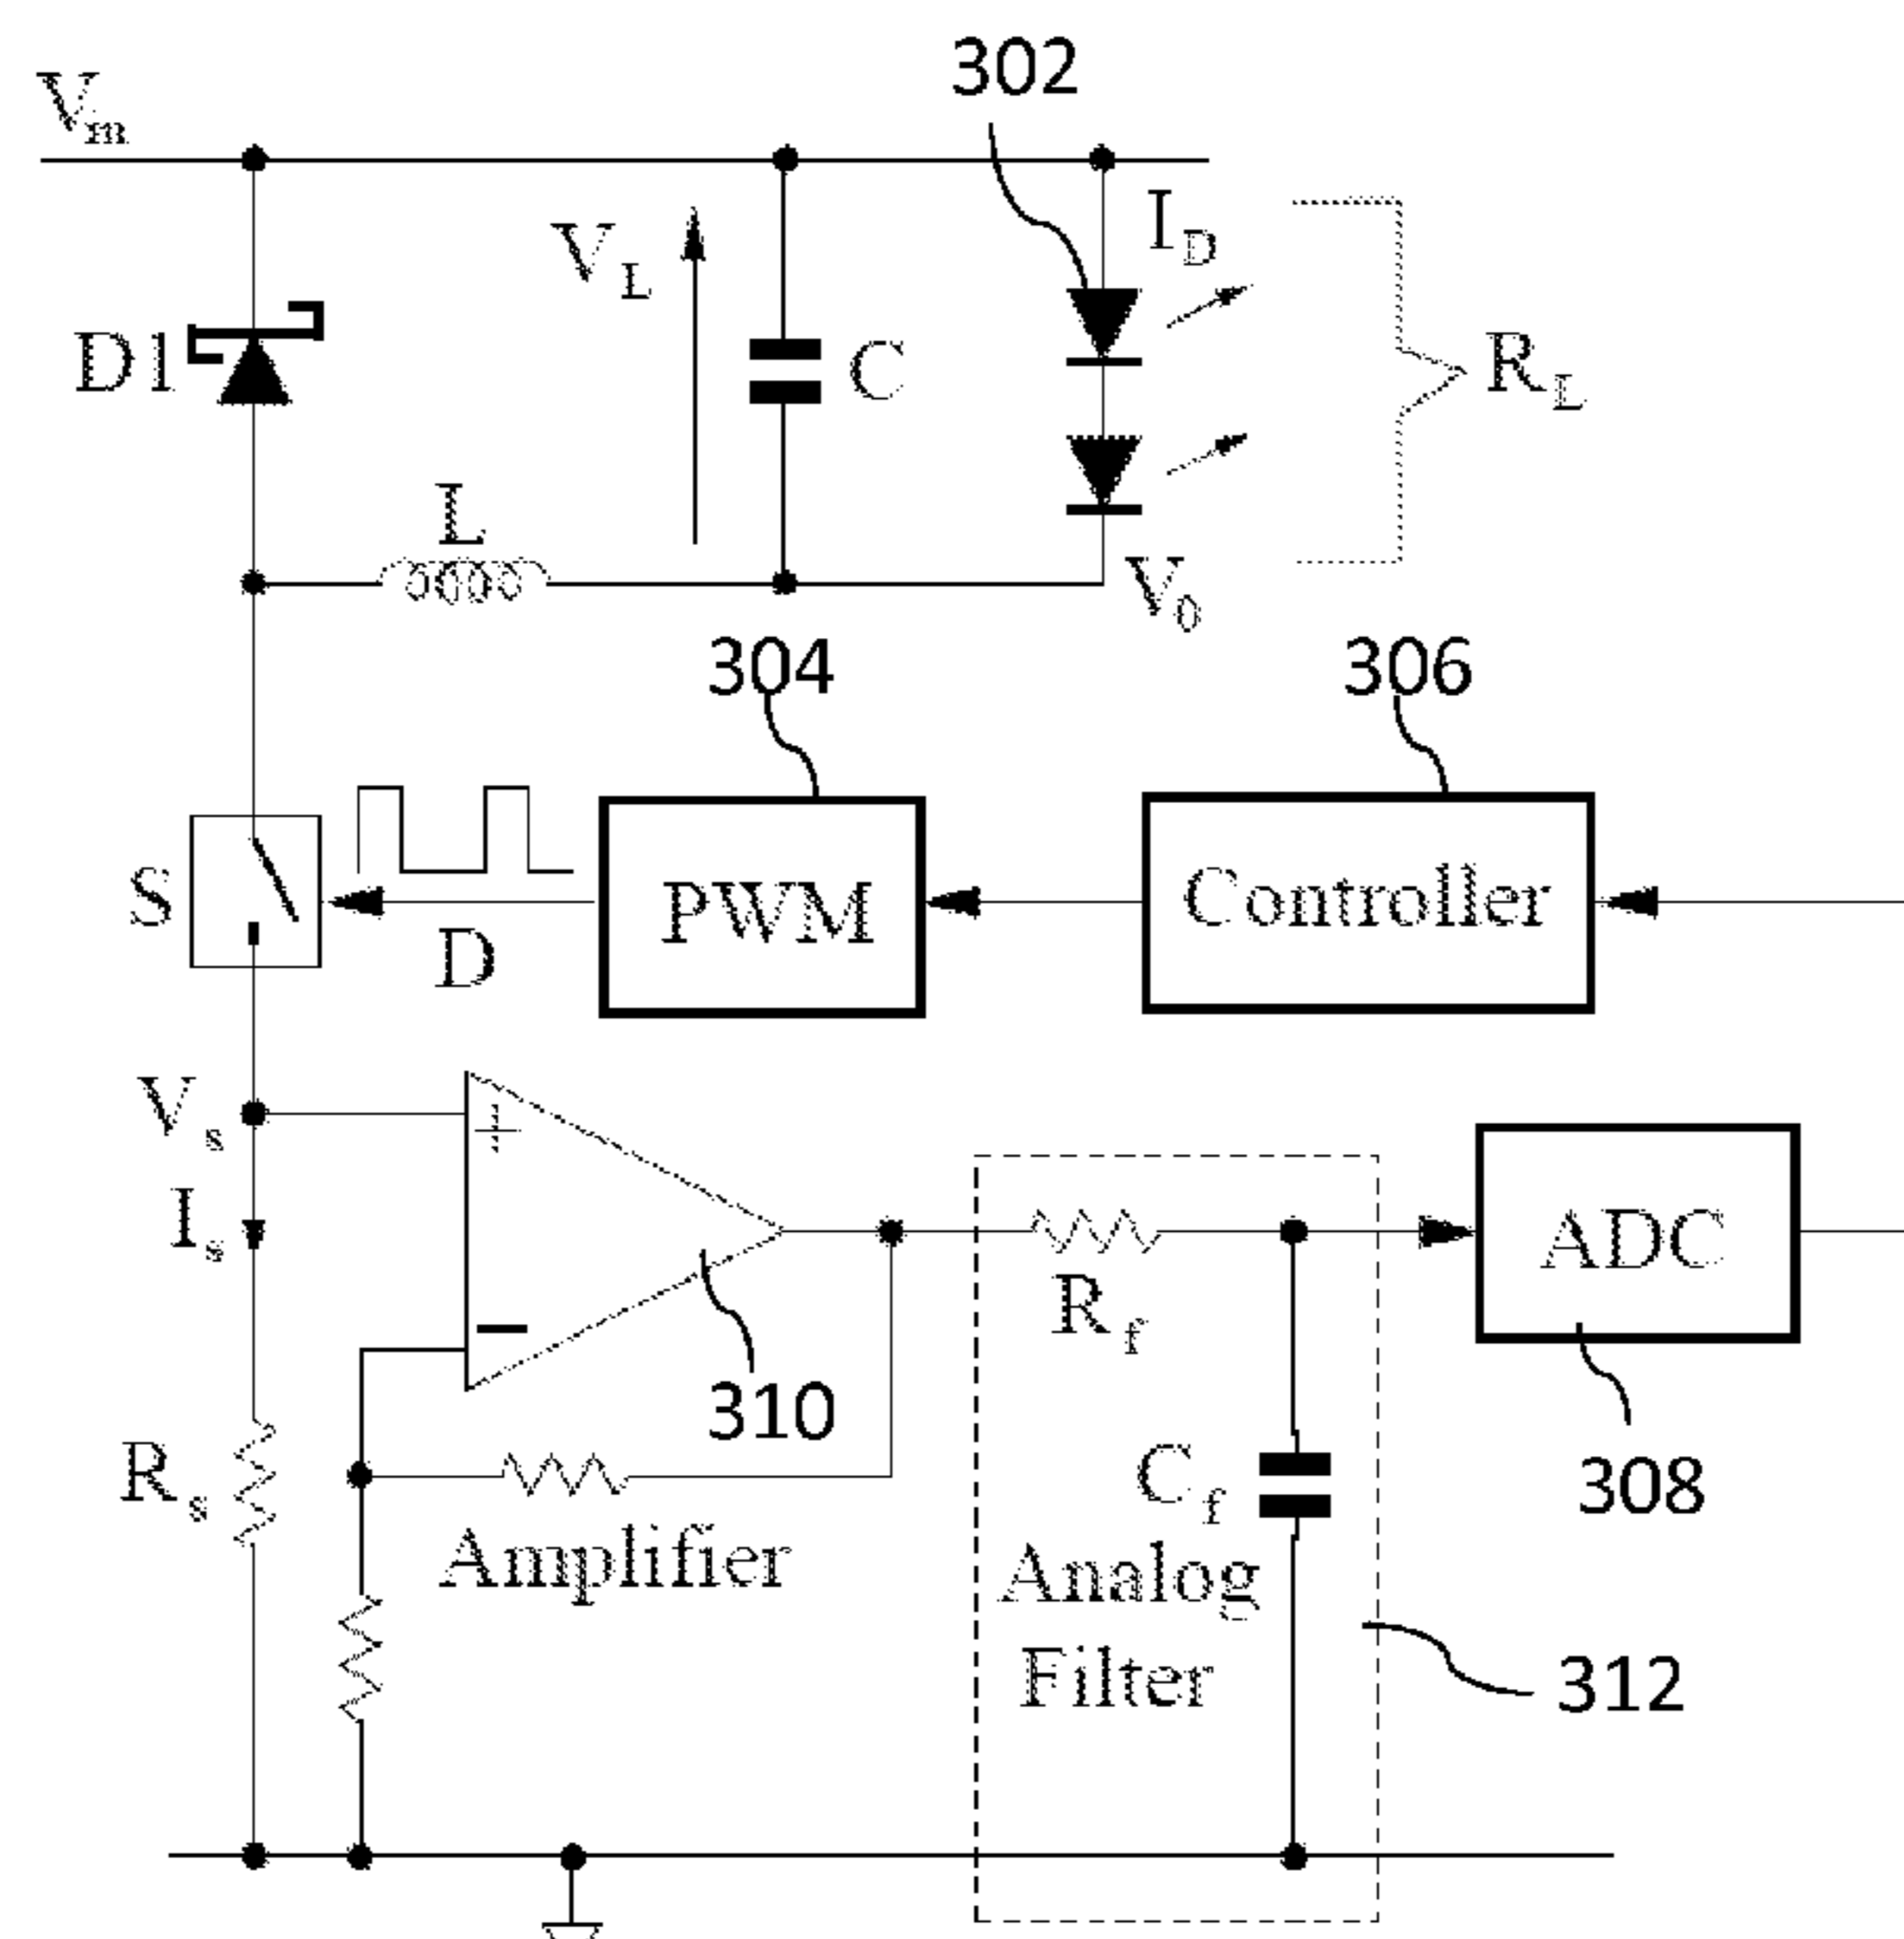 302
Vm
ID
VL
D1
C
RL
L
V0
304
306
S
PWM
Controller
D
Vs
+
Is
ADC
Rf
−
310
Rs
Cf
308
Amplifier
Analog
Filter
312